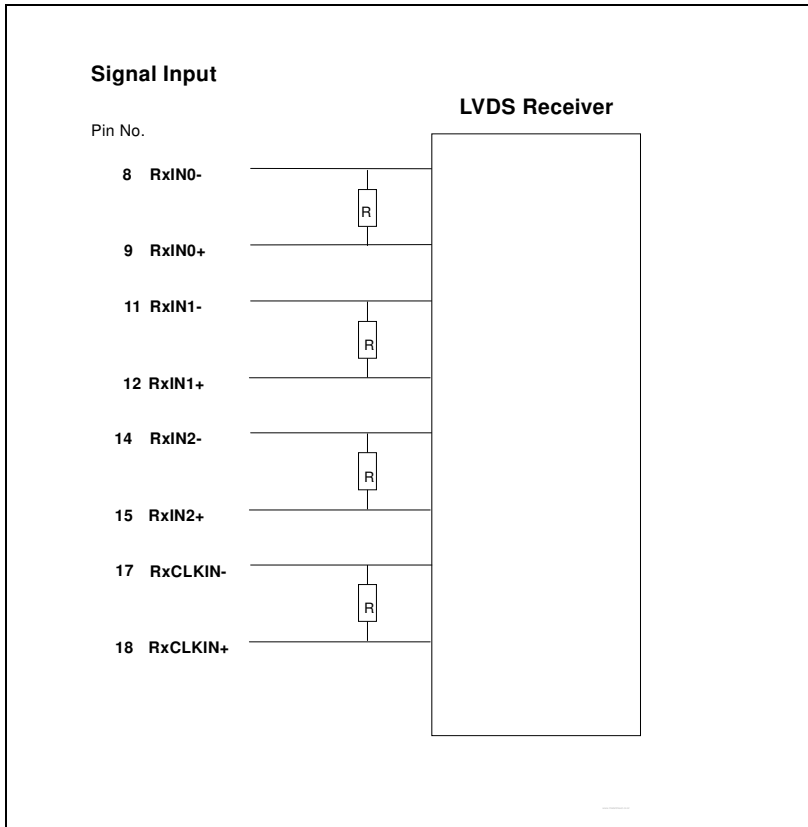 Signal Input
LVDS Receiver
Pin No.
8 RxIN0-
R
9 RxIN0+
11 RxIN1-
R
12 RxIN1+
14 RxIN2-
R
15 RxIN2+
17 RxCLKIN-
R
18 RxCLKIN+